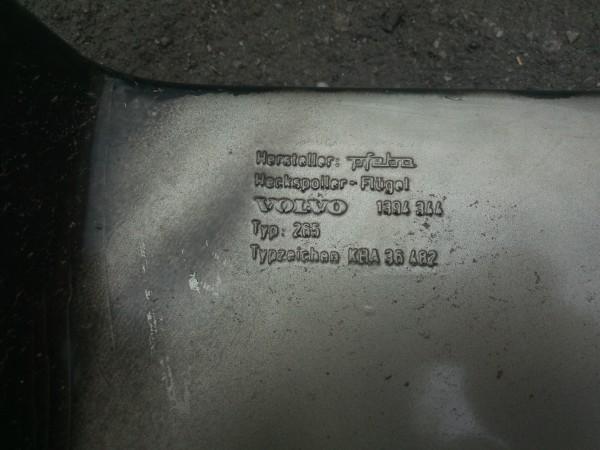 Hersteller: pfeba
Heckspoiler-Flügel
VOLVO 1394 344
Typ: 265
Typzeichen KBA 36 482